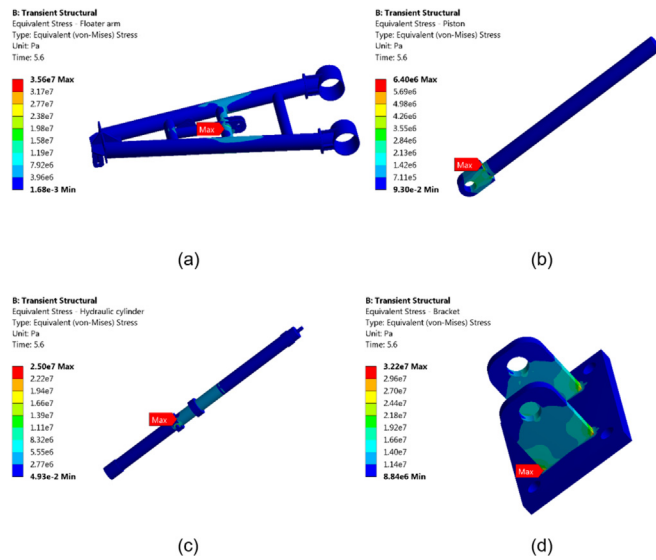 B: Transient Structural
Equivalent Stress - Floater arm
Type: Equivalent (von-Mises) Stress
Unit: Pa
Time: 5.6
3.56e7 Max
3.17e7
2.77e7
2.38e7
1.98e7
1.58e7
1.19e7
7.92e6
3.96e6
1.68e-3 Min
Max
(a)
B: Transient Structural
Equivalent Stress - Piston
Type: Equivalent (von-Mises) Stress
Unit: Pa
Time: 5.6
6.40e6 Max
5.69e6
4.98e6
4.26e6
3.55e6
2.84e6
2.13e6
1.42e6
7.11e5
9.30e-2 Min
Max
(b)
B: Transient Structural
Equivalent Stress - Hydraulic cylinder
Type: Equivalent (von-Mises) Stress
Unit: Pa
Time: 5.6
2.50e7 Max
2.22e7
1.94e7
1.66e7
1.39e7
1.11e7
8.32e6
5.55e6
2.77e6
4.93e-2 Min
Max
(c)
B: Transient Structural
Equivalent Stress - Bracket
Type: Equivalent (von-Mises) Stress
Unit: Pa
Time: 5.6
3.22e7 Max
2.96e7
2.70e7
2.44e7
2.18e7
1.92e7
1.66e7
1.40e7
1.14e7
8.84e6 Min
Max
(d)